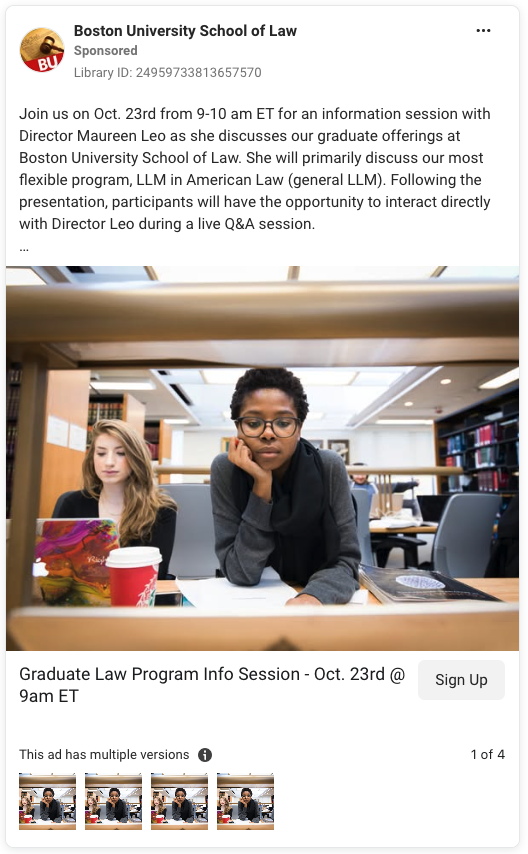 Boston University School of Law
Sponsored
Library ID: 24959733813657570
BU
Join us on Oct. 23rd from 9-10 am ET for an information session with
Director Maureen Leo as she discusses our graduate offerings at
Boston University School of Law. She will primarily discuss our most
flexible program, LLM in American Law (general LLM). Following the
presentation, participants will have the opportunity to interact directly
with Director Leo during a live Q&A session.
...
Graduate Law Program Info Session - Oct. 23rd @
9am ET
Sign Up
This ad has multiple versions
1 of 4